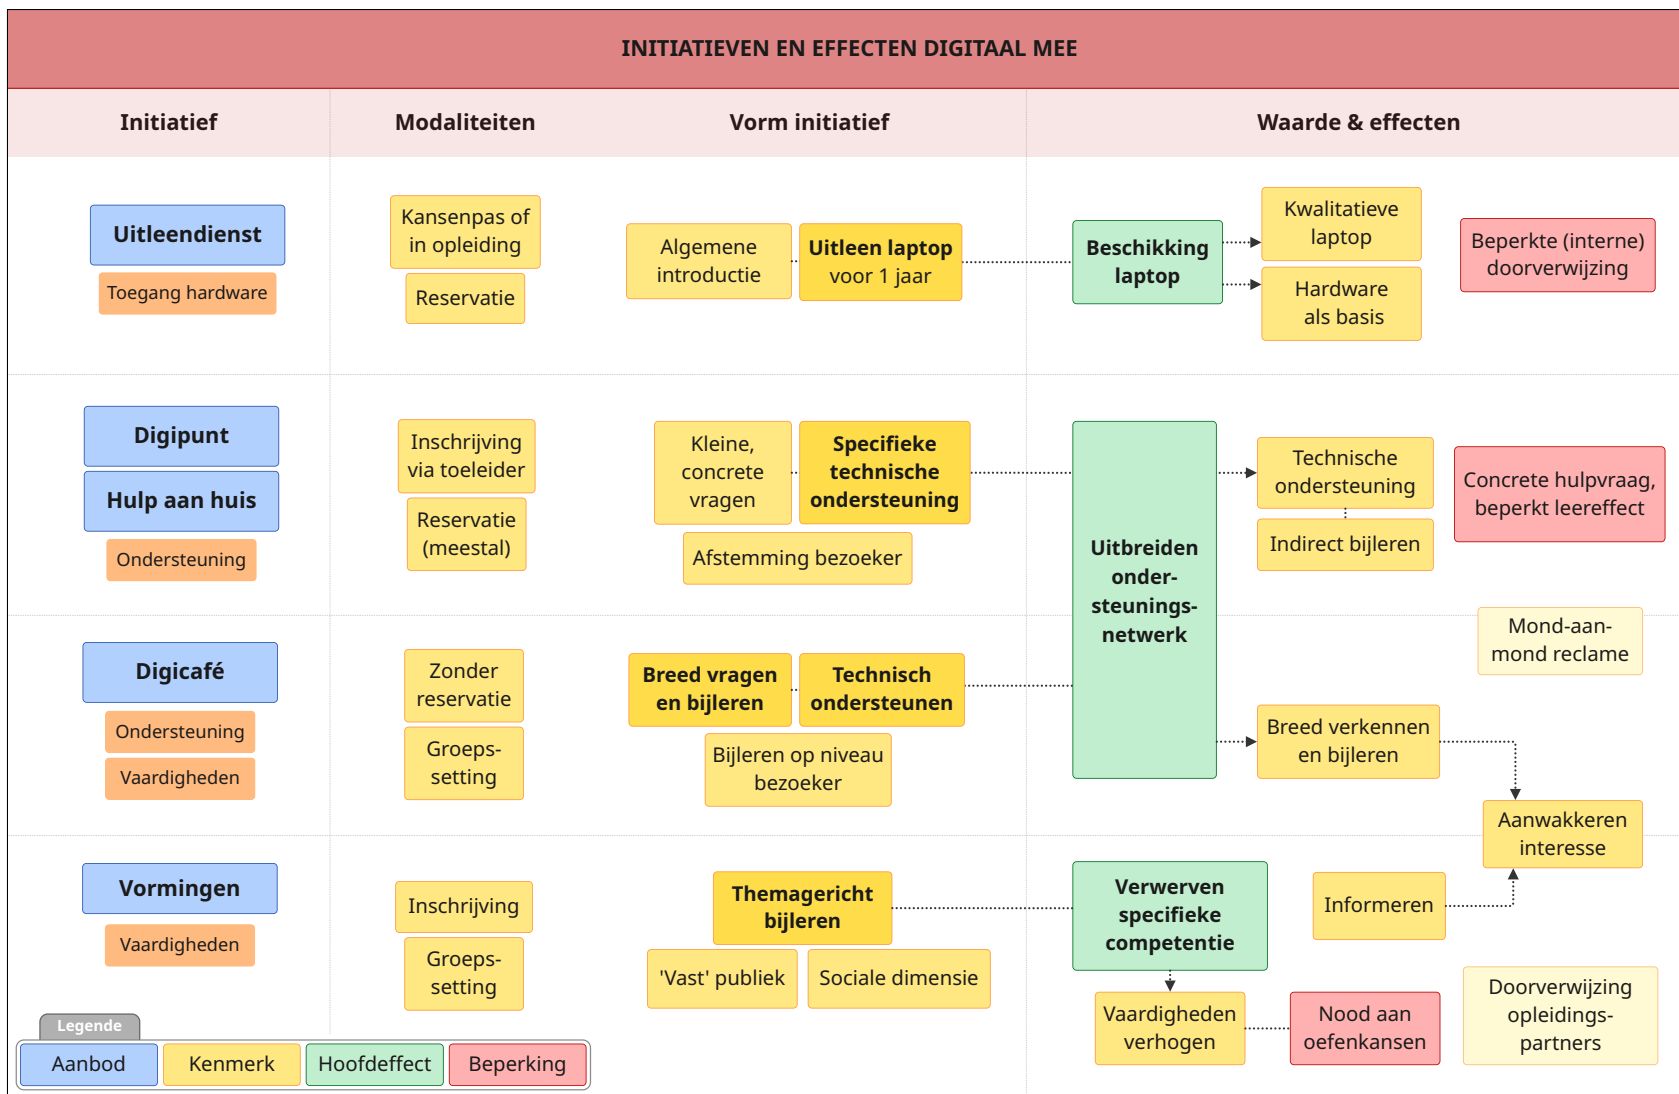 INITIATIEVEN EN EFFECTEN DIGITAAL MEE
Initiatief
Modaliteiten
Vorm initiatief
Waarde & effecten
Uitleendienst
Toegang hardware
Kansenpas of
in opleiding
Reservatie
Algemene
introductie
Uitleen laptop
voor 1 jaar
Beschikking
laptop
Kwalitatieve
laptop
Hardware
als basis
Beperkte (interne)
doorverwijzing
Digipunt
Hulp aan huis
Ondersteuning
Inschrijving
via toeleider
Reservatie
(meestal)
Kleine,
concrete
vragen
Specifieke
technische
ondersteuning
Afstemming bezoeker
Uitbreiden
onder-
steunings-
netwerk
Technische
ondersteuning
Indirect bijleren
Concrete hulpvraag,
beperkt leereffect
Mond-aan-
mond reclame
Digicafé
Ondersteuning
Vaardigheden
Zonder
reservatie
Groeps-
setting
Breed vragen
en bijleren
Technisch
ondersteunen
Bijleren op niveau
bezoeker
Breed verkennen
en bijleren
Aanwakkeren
interesse
Vormingen
Vaardigheden
Inschrijving
Groeps-
setting
Themagericht
bijleren
'Vast' publiek
Sociale dimensie
Verwerven
specifieke
competentie
Informeren
Vaardigheden
verhogen
Nood aan
oefenkansen
Doorverwijzing
opleidings-
partners
Legende
Aanbod
Kenmerk
Hoofdeffect
Beperking